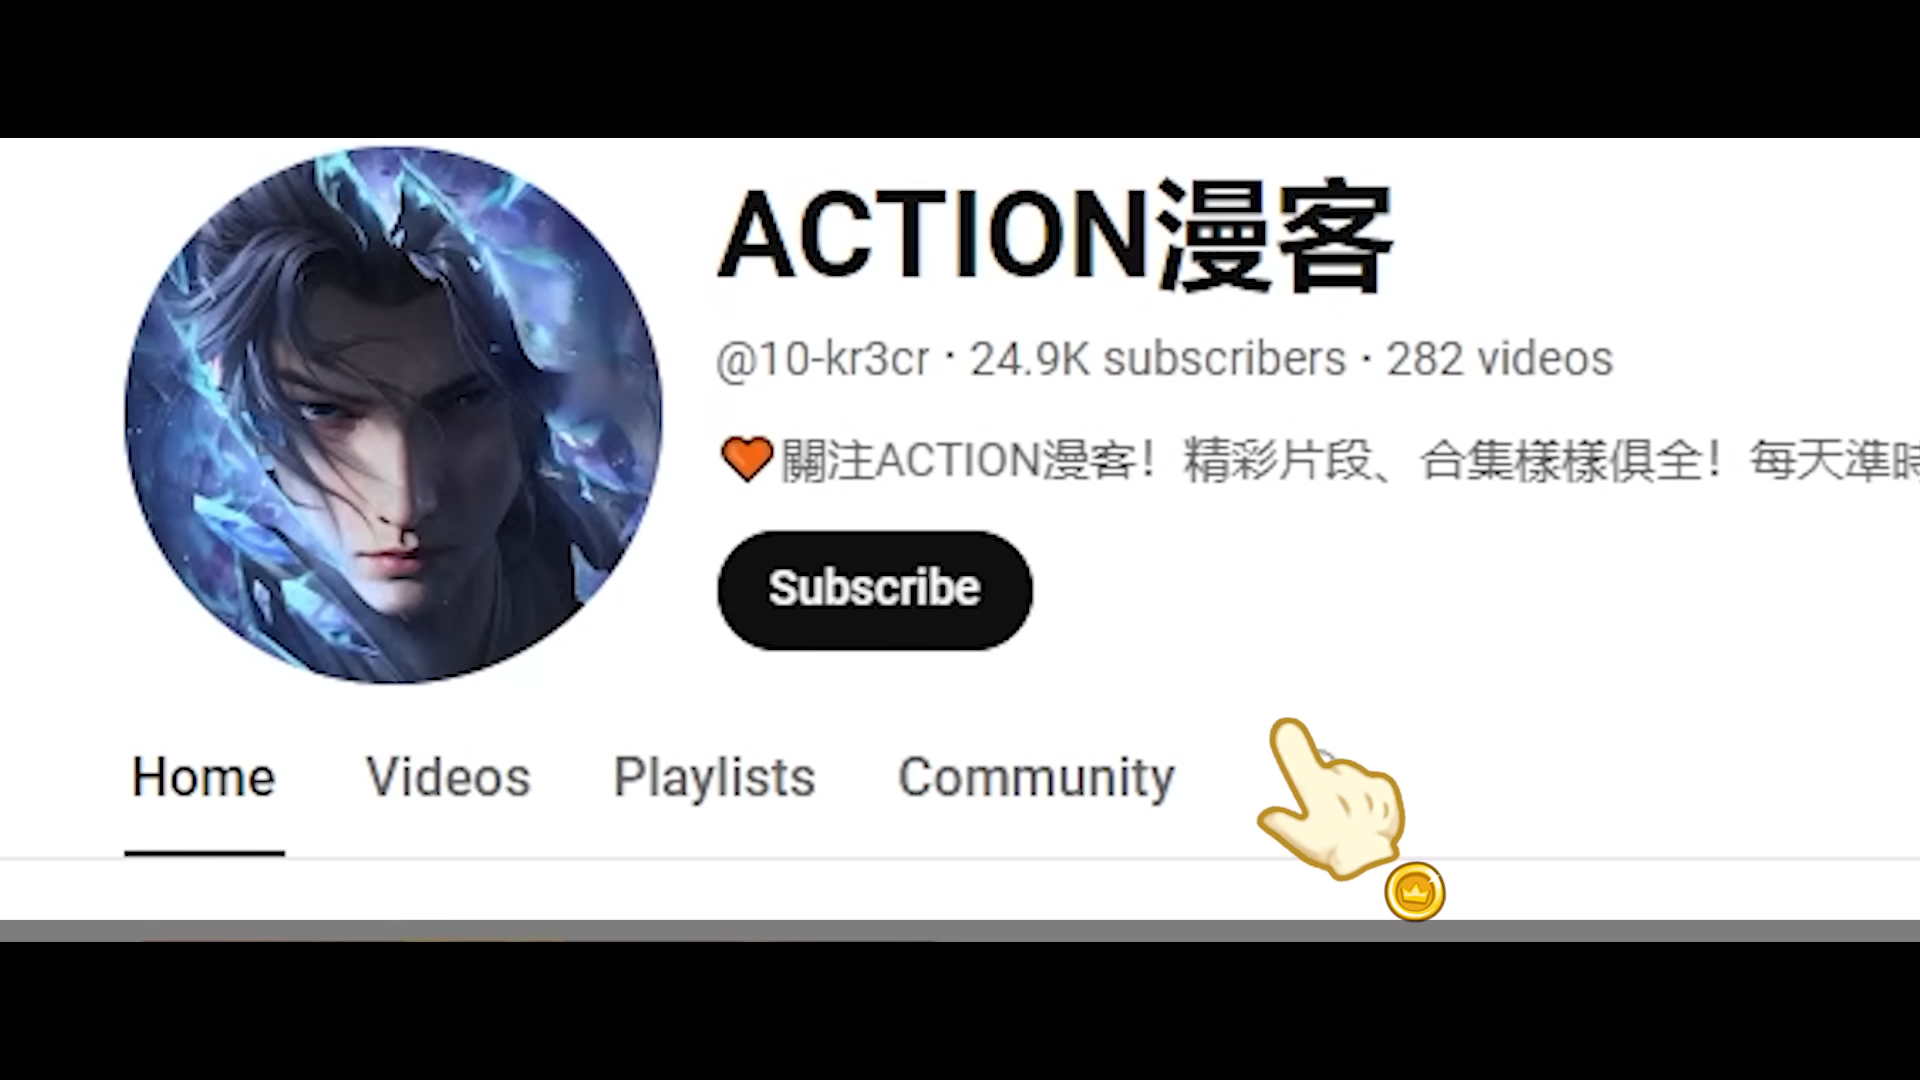 ACTION漫客
@10-kr3cr · 24.9K subscribers · 282 videos
🧡關注ACTION漫客！精彩片段、合集樣樣俱全！每天準時
Subscribe
Home Videos Playlists Community